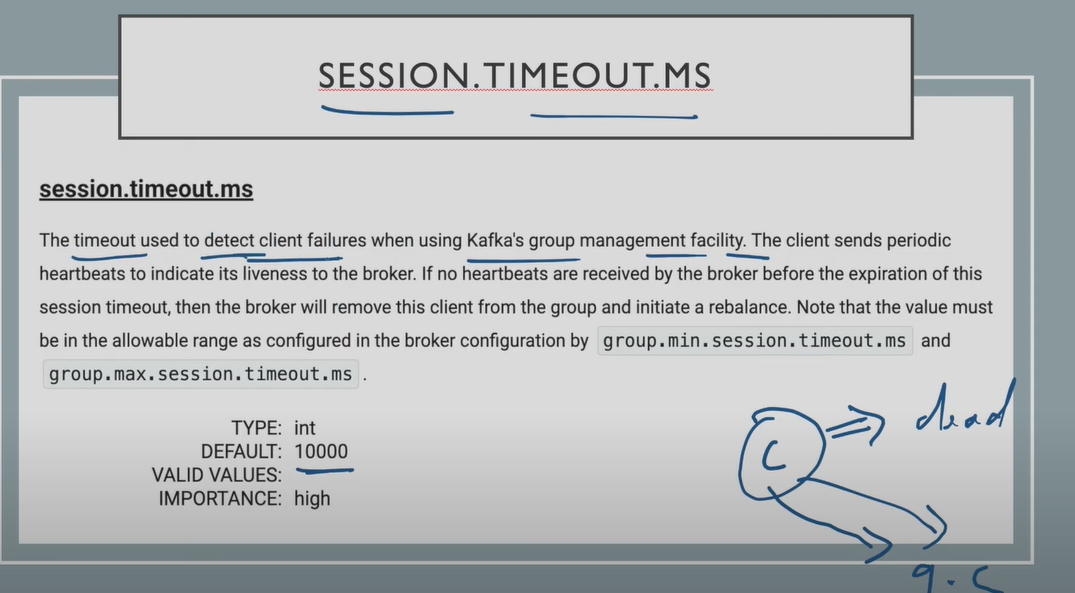 SESSION.TIMEOUT.MS
session.timeout.ms
The timeout used to detect client failures when using Kafka's group management facility. The client sends periodic
heartbeats to indicate its liveness to the broker. If no heartbeats are received by the broker before the expiration of this
session timeout, then the broker will remove this client from the group and initiate a rebalance. Note that the value must
be in the allowable range as configured in the broker configuration by group.min.session.timeout.ms and
group.max.session.timeout.ms .
TYPE: int
DEFAULT: 10000
VALID VALUES:
IMPORTANCE: high
dead
C